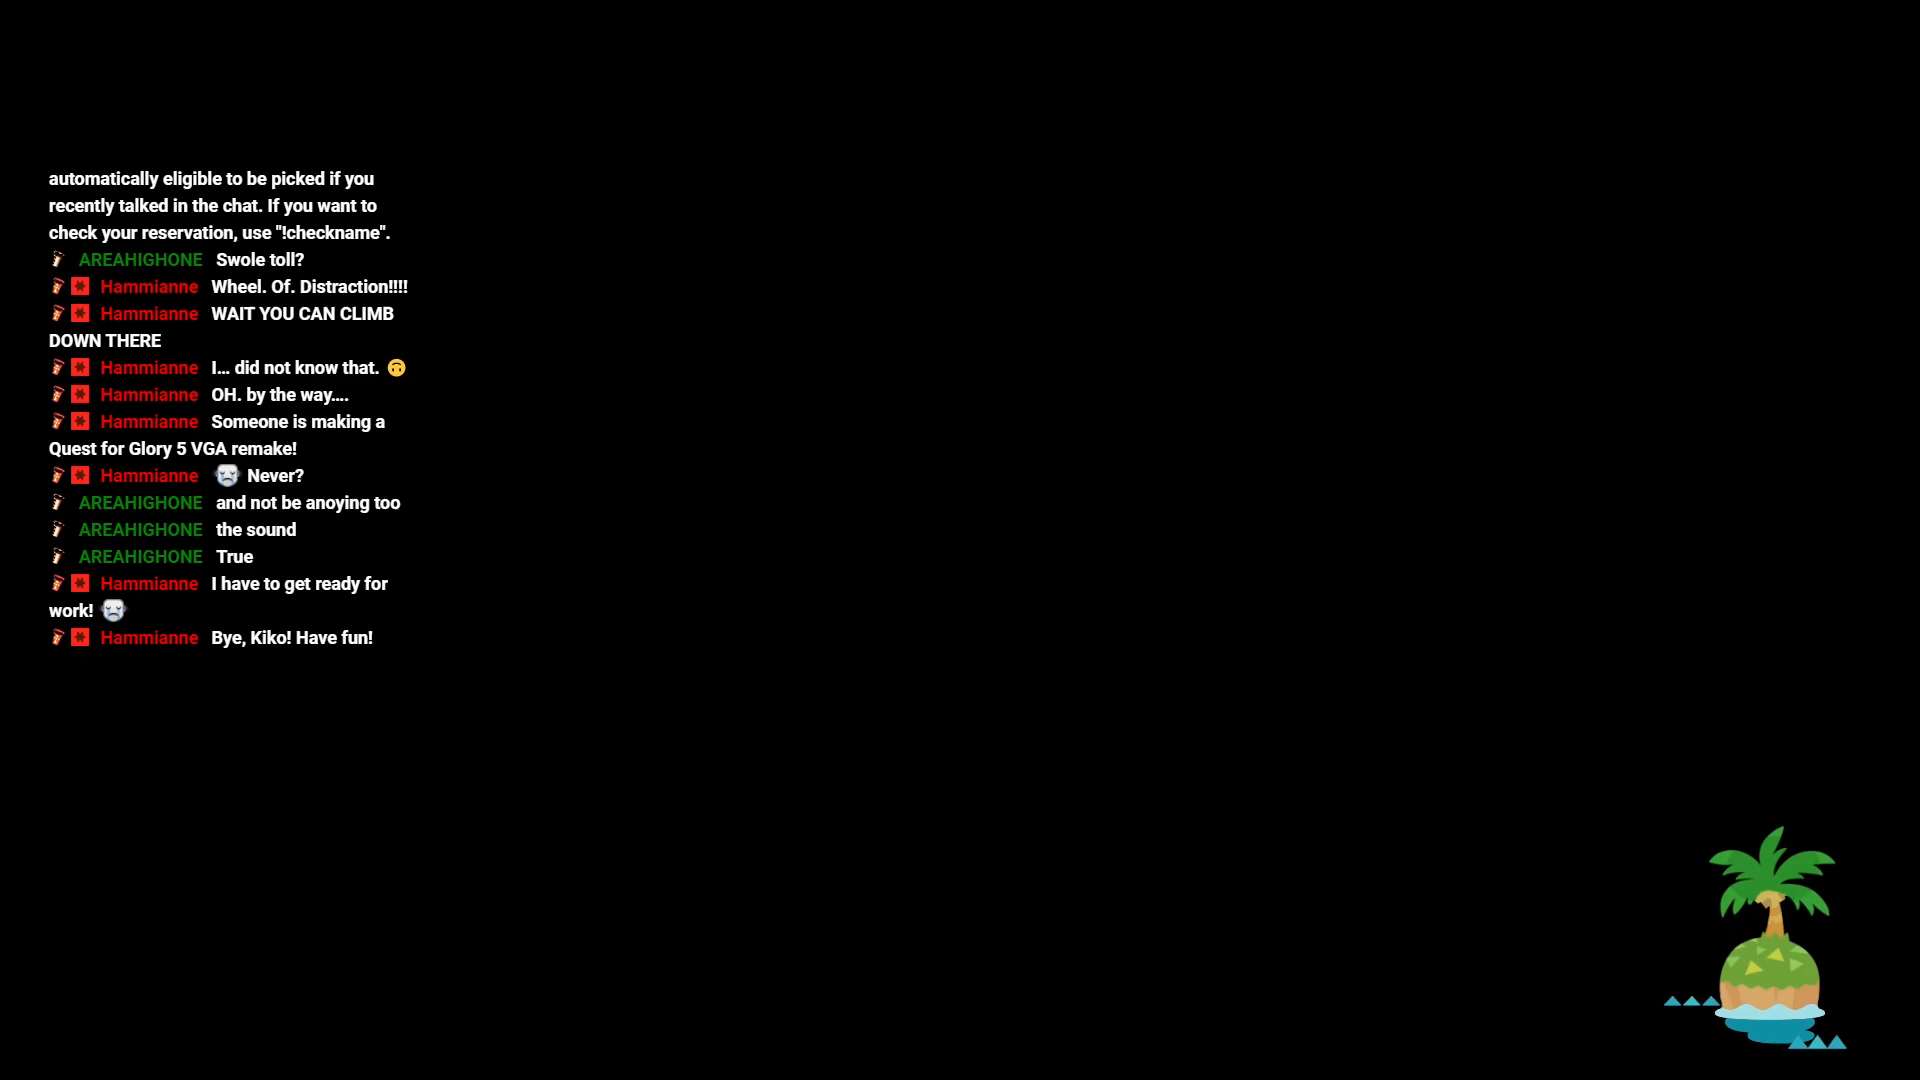 automatically eligible to be picked if you
recently talked in the chat. If you want to
check your reservation, use "!checkname".
AREAHIGHONE Swole toll?
Hammianne Wheel. Of. Distraction!!!!
Hammianne WAIT YOU CAN CLIMB
DOWN THERE
Hammianne I... did not know that. 🙃
Hammianne OH. by the way....
Hammianne Someone is making a
Quest for Glory 5 VGA remake!
Hammianne Never?
AREAHIGHONE and not be anoying too
AREAHIGHONE the sound
AREAHIGHONE True
Hammianne I have to get ready for
work!
Hammianne Bye, Kiko! Have fun!